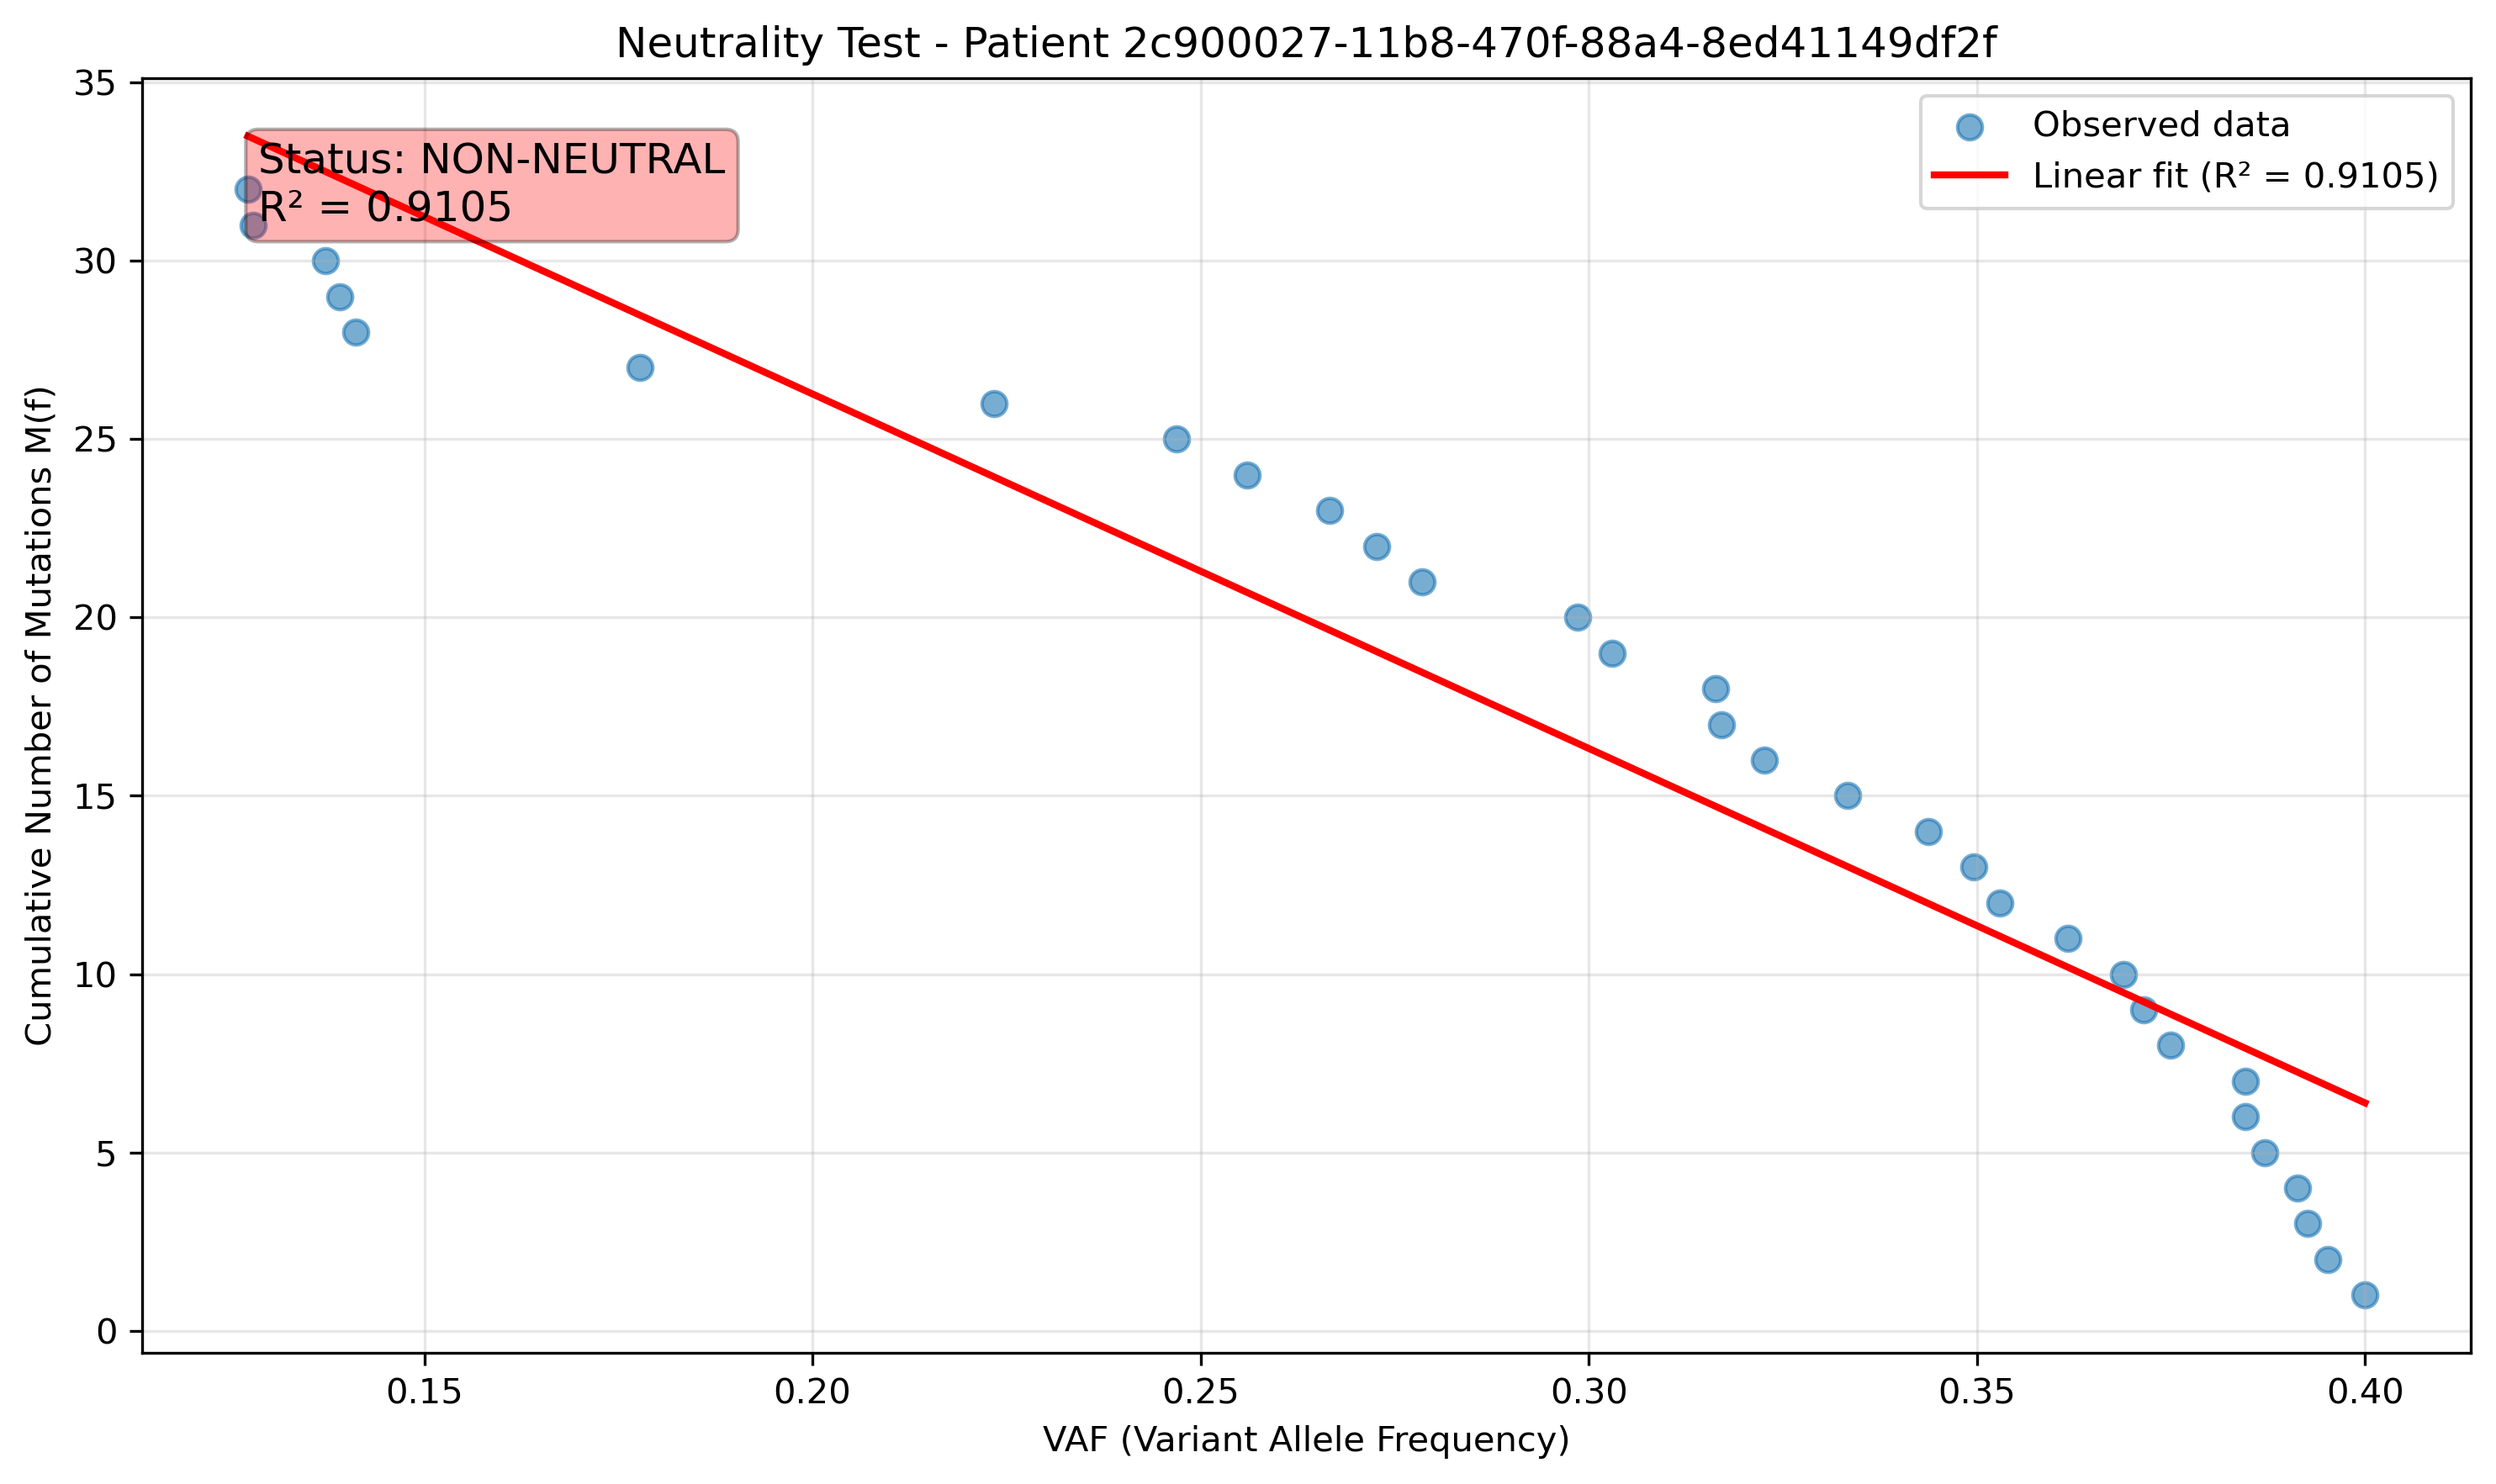 Neutrality Test - Patient 2c900027-11b8-470f-88a4-8ed41149df2f
Cumulative Number of Mutations M(f)
35
30
25
20
15
10
5
0
Status: NON-NEUTRAL
R² = 0.9105
Observed data
Linear fit (R² = 0.9105)
0.15
0.20
0.25
0.30
0.35
0.40
VAF (Variant Allele Frequency)